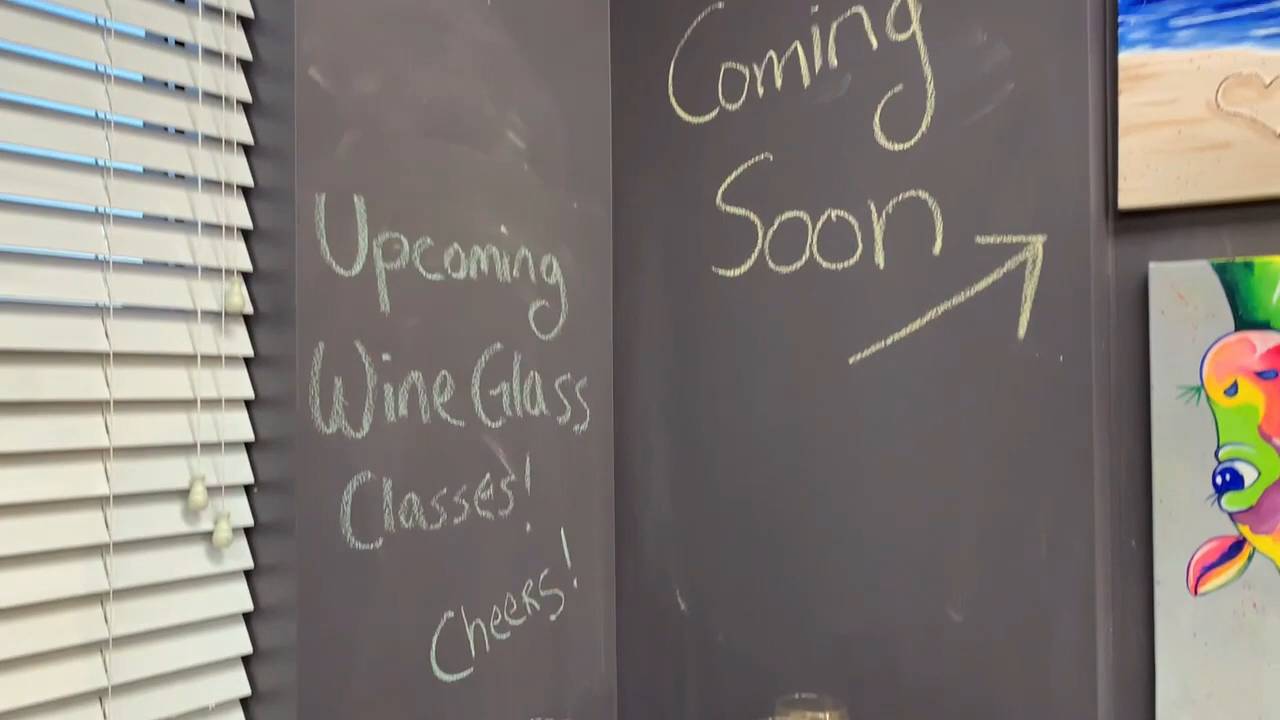 Upcoming
Wine Glass
Classes!
Cheers!
Coming
Soon